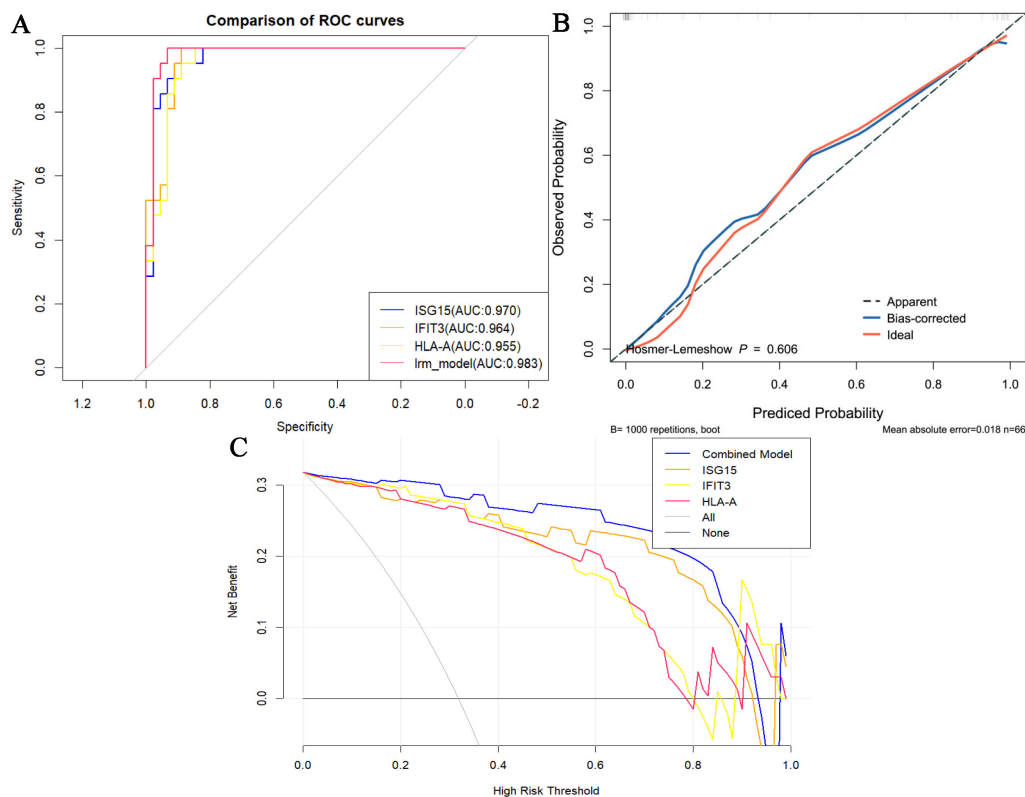 A
Comparison of ROC curves
Sensitivity
1.0
0.8
0.6
0.4
0.2
0.0
ISG15(AUC:0.970)
IFIT3(AUC:0.964)
HLA-A(AUC:0.955)
lrm_model(AUC:0.983)
1.2 1.0 0.8 0.6 0.4 0.2 0.0 -0.2
Specificity
B
Observed Probability
1.0
0.8
0.6
0.4
0.2
0.0
Apparent
Bias-corrected
Ideal
Hosmer-Lemeshow P = 0.606
0.0 0.2 0.4 0.6 0.8 1.0
Prediced Probability
B= 1000 repetitions, boot
Mean absolute error=0.018 n=66
C
Net Benefit
0.3
0.2
0.1
0.0
Combined Model
ISG15
IFIT3
HLA-A
All
None
0.0 0.2 0.4 0.6 0.8 1.0
High Risk Threshold